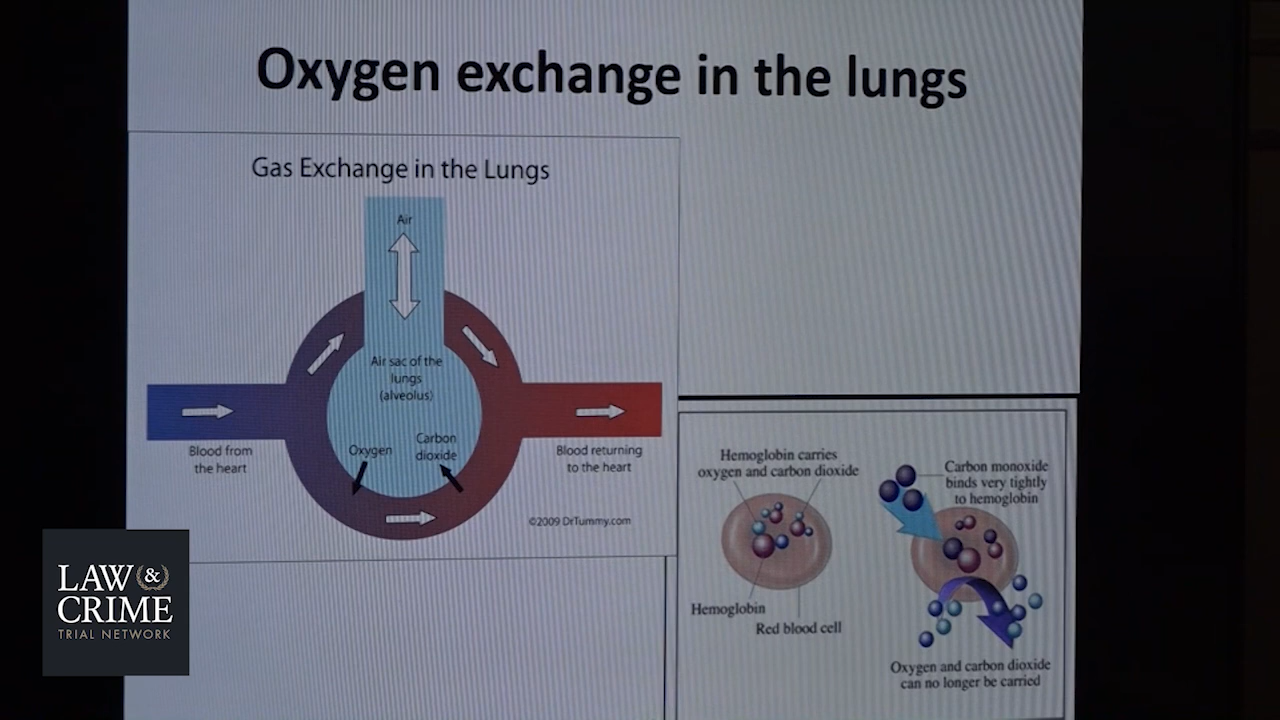 Oxygen exchange in the lungs
Gas Exchange in the Lungs
Air
Air sac of the
lungs
(alveolus)
Oxygen
Carbon
dioxide
Blood from
the heart
Blood returning
to the heart
©2009 DrTummy.com
Hemoglobin carries
oxygen and carbon dioxide
Hemoglobin
Red blood cell
Carbon monoxide
binds very tightly
to hemoglobin
Oxygen and carbon dioxide
can no longer be carried
LAW &
CRIME
TRIAL NETWORK